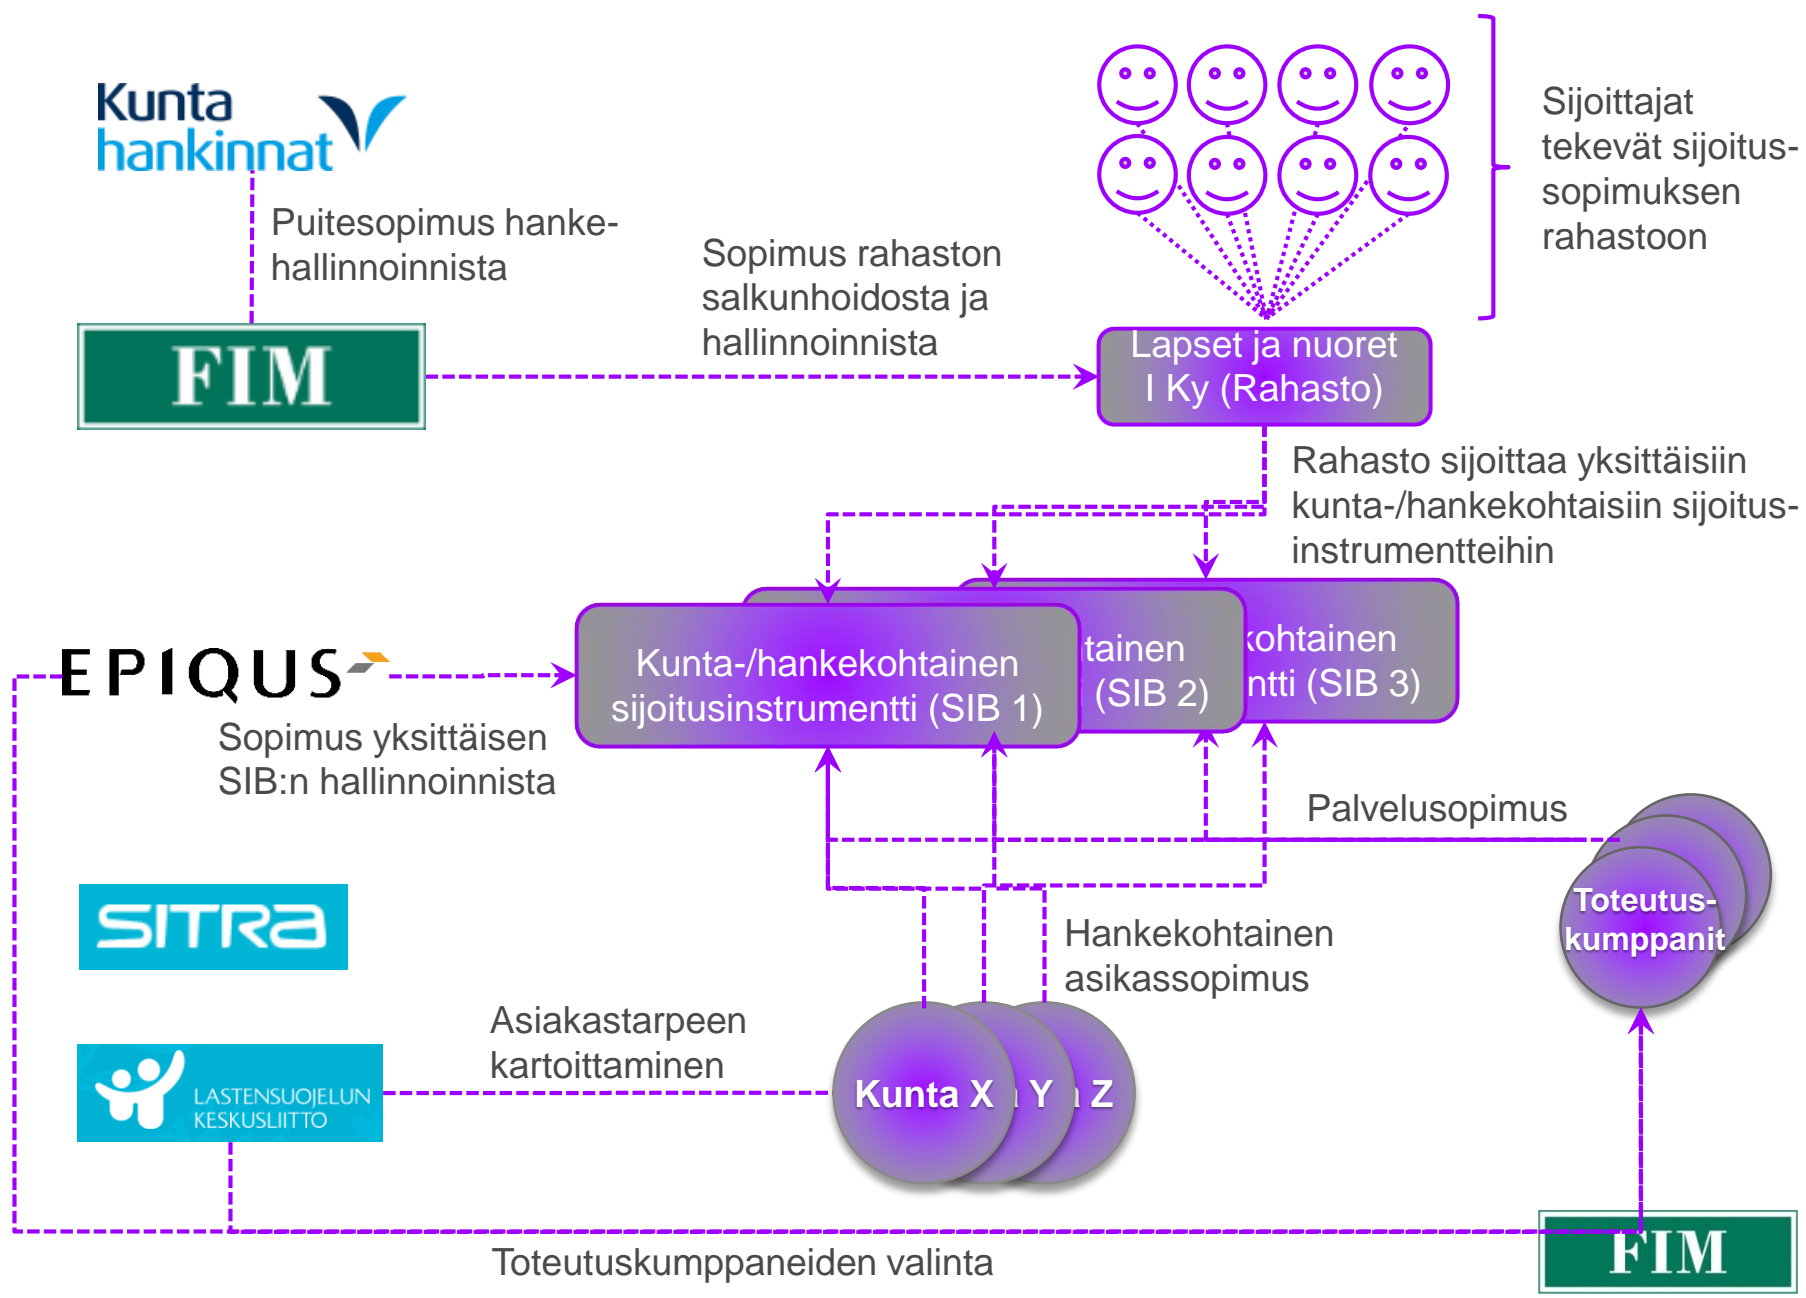 Kunta
hankinnat
Puitesopimus hanke-
hallinnoinnista
FIM
Sopimus rahaston
salkunhoidosta ja
hallinnoinnista
Sijoittajat
tekevät sijoitus-
sopimuksen
rahastoon
Lapset ja nuoret
I Ky (Rahasto)
Rahasto sijoittaa yksittäisiin
kunta-/hankekohtaisiin sijoitus-
instrumentteihin
EPIQUS
Sopimus yksittäisen
SIB:n hallinnoinnista
Kunta-/hankekohtainen
sijoitusinstrumentti (SIB 1)
tainen
(SIB 2)
kohtainen
ntti (SIB 3)
Palvelusopimus
Toteutus-
kumppanit
SITRA
Hankekohtainen
asikassopimus
Asiakastarpeen
kartoittaminen
LASTENSUOJELUN
KESKUSLIITTO
Kunta X
a Y
a Z
Toteutuskumppaneiden valinta
FIM